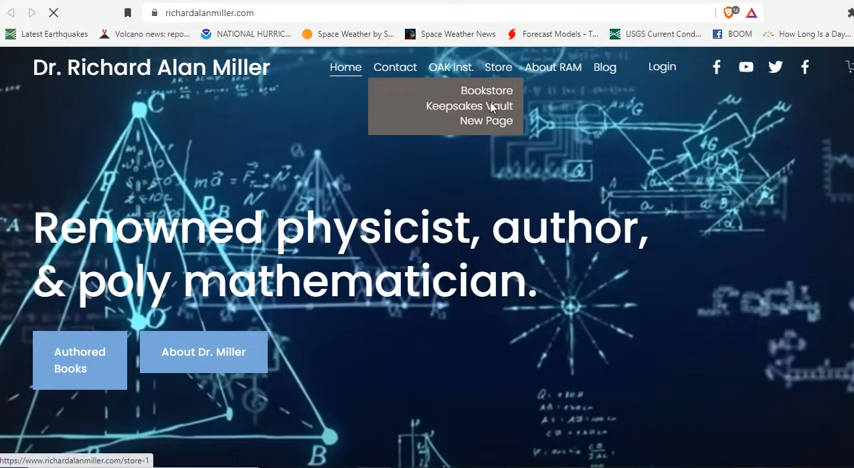 richardalanmiller.com
Latest Earthquakes Volcano news: repo... NATIONAL HURRIC... Space Weather by S... Space Weather News Forecast Models - T... USGS Current Cond... BOOM How Long Is a Day...
Dr. Richard Alan Miller Home Contact OAK Inst. Store About RAM Blog Login
Bookstore
Keepsakes Vault
New Page
Renowned physicist, author,
& poly mathematician.
Authored
Books
About Dr. Miller
C
B
https://www.richardalanmiller.com/store-1